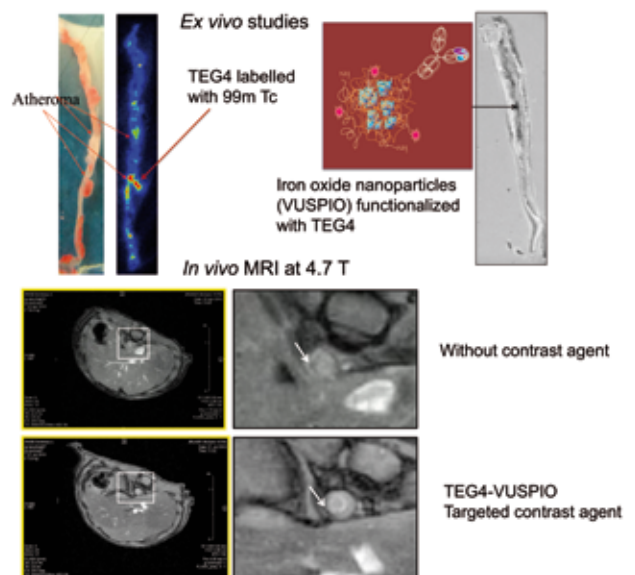 Ex vivo studies
TEG4 labelled
with 99m Tc
Atheroma
Iron oxide nanoparticles
(VUSPIO) functionalized
with TEG4
In vivo MRI at 4.7 T
Without contrast agent
TEG4-VUSPIO
Targeted contrast agent